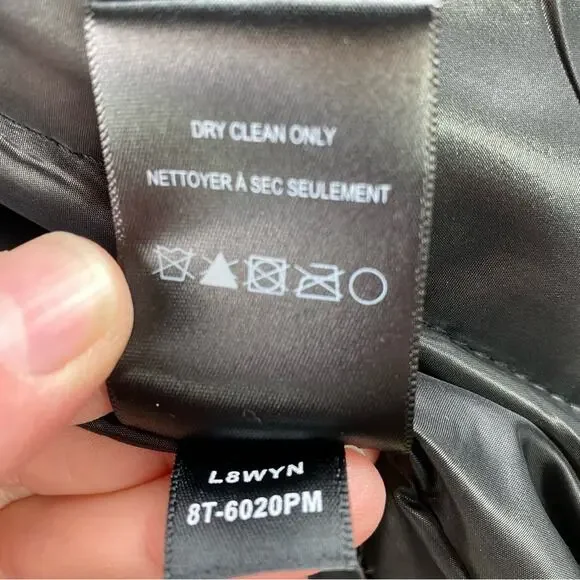 DRY CLEAN ONLY
NETTOYER À SEC SEULEMENT
L8WYN
8T-6020PM